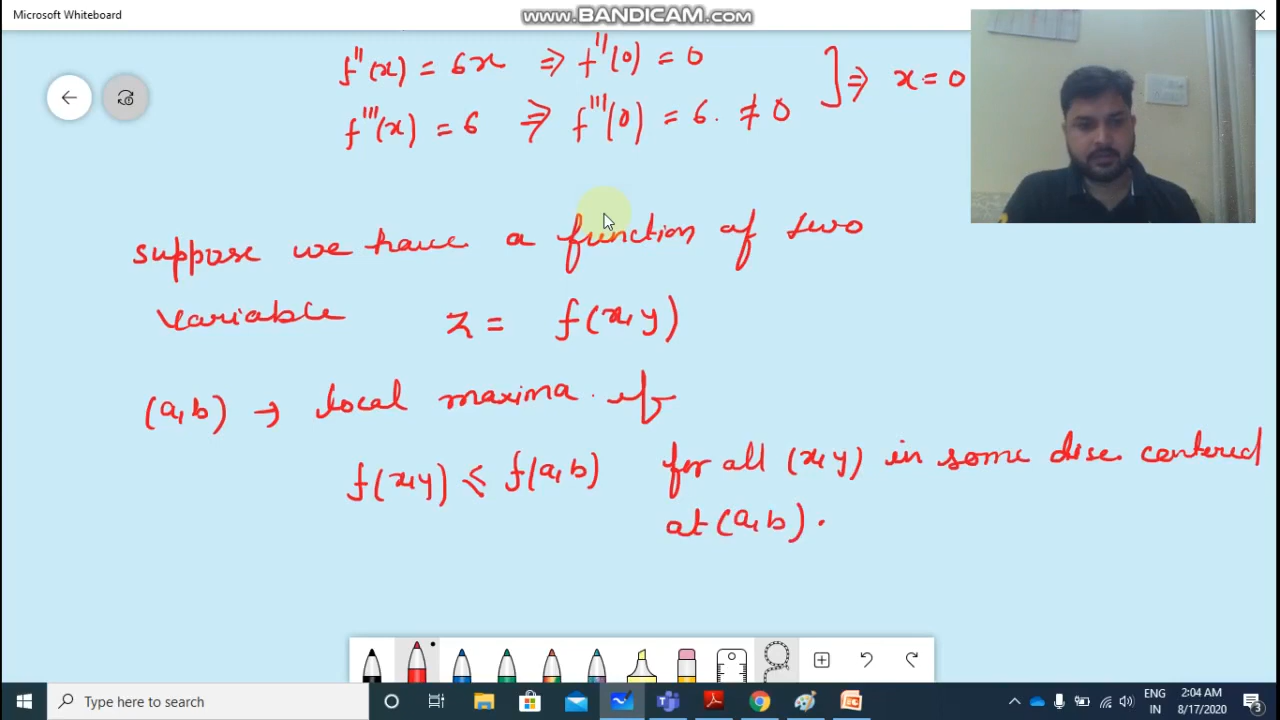 Microsoft Whiteboard
www.BANDICAM.com
f''(x) = 6x ⇒ f''(0) = 0
f'''(x) = 6 ⇒ f'''(0) = 6. ≠ 0
] ⇒ x = 0
suppose we have a function of two
variable z = f(x,y)
(a,b) → local maxima if
f(x,y) ⩽ f(a,b) for all (x,y) in some disc centered
at (a,b).
Type here to search
ENG
IN
2:04 AM
8/17/2020
3